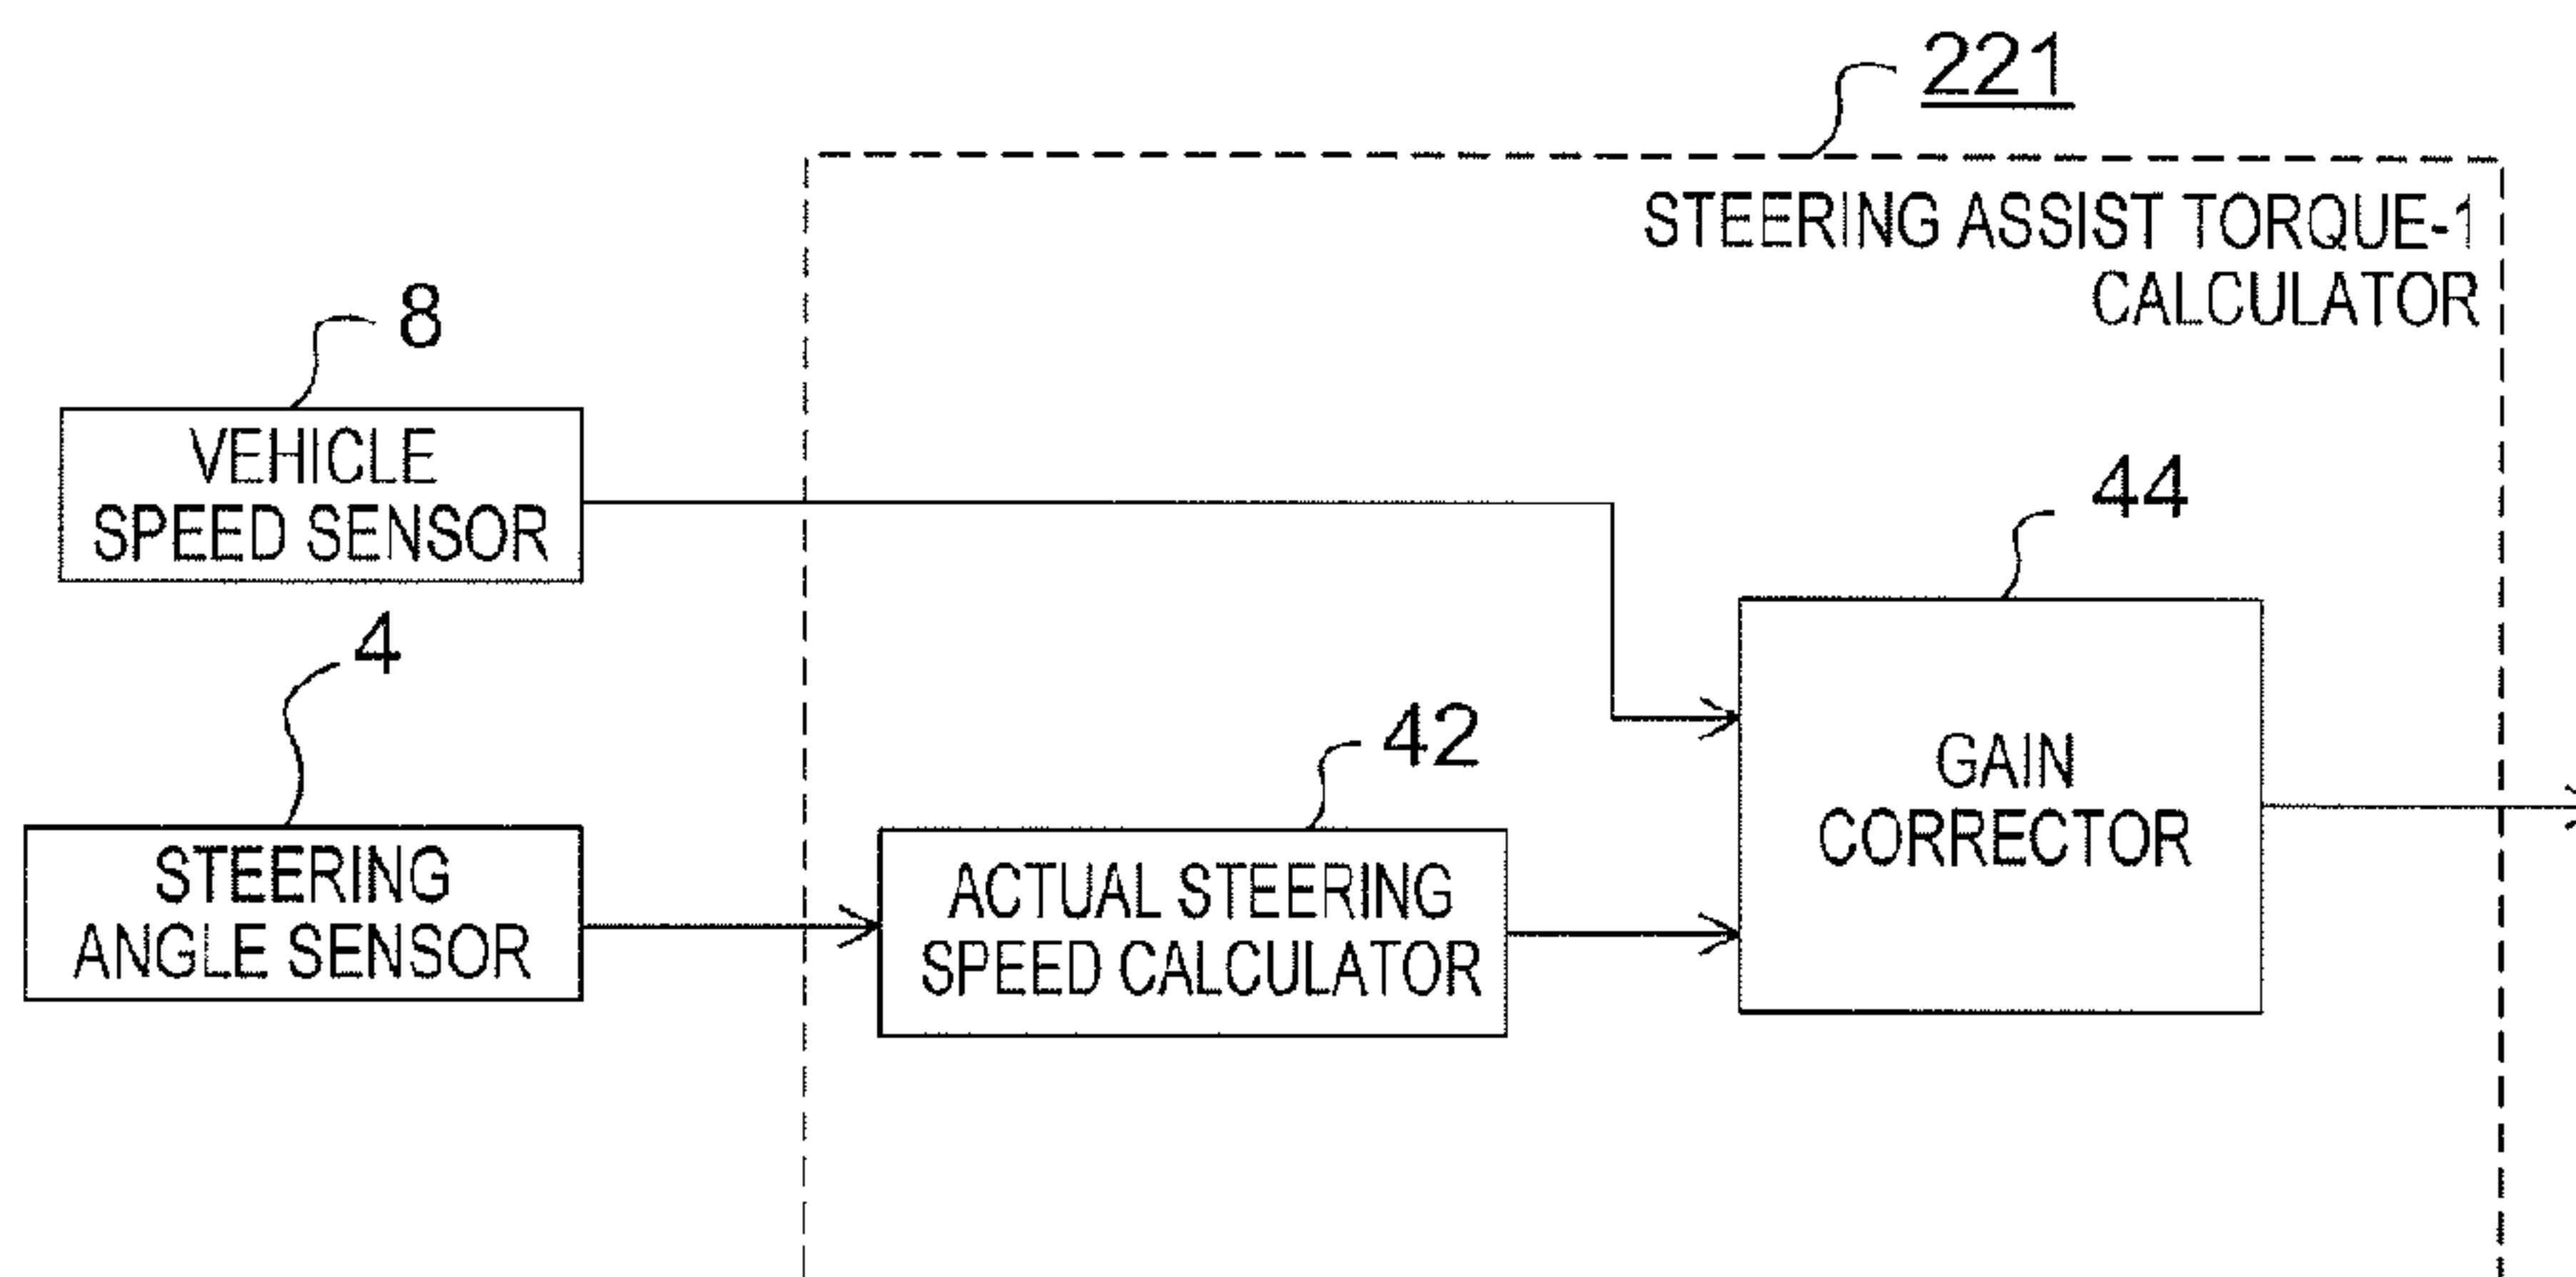 221
STEERING ASSIST TORQUE-1
CALCULATOR
8
VEHICLE
SPEED SENSOR
44
4
42
GAIN
CORRECTOR
STEERING
ANGLE SENSOR
ACTUAL STEERING
SPEED CALCULATOR